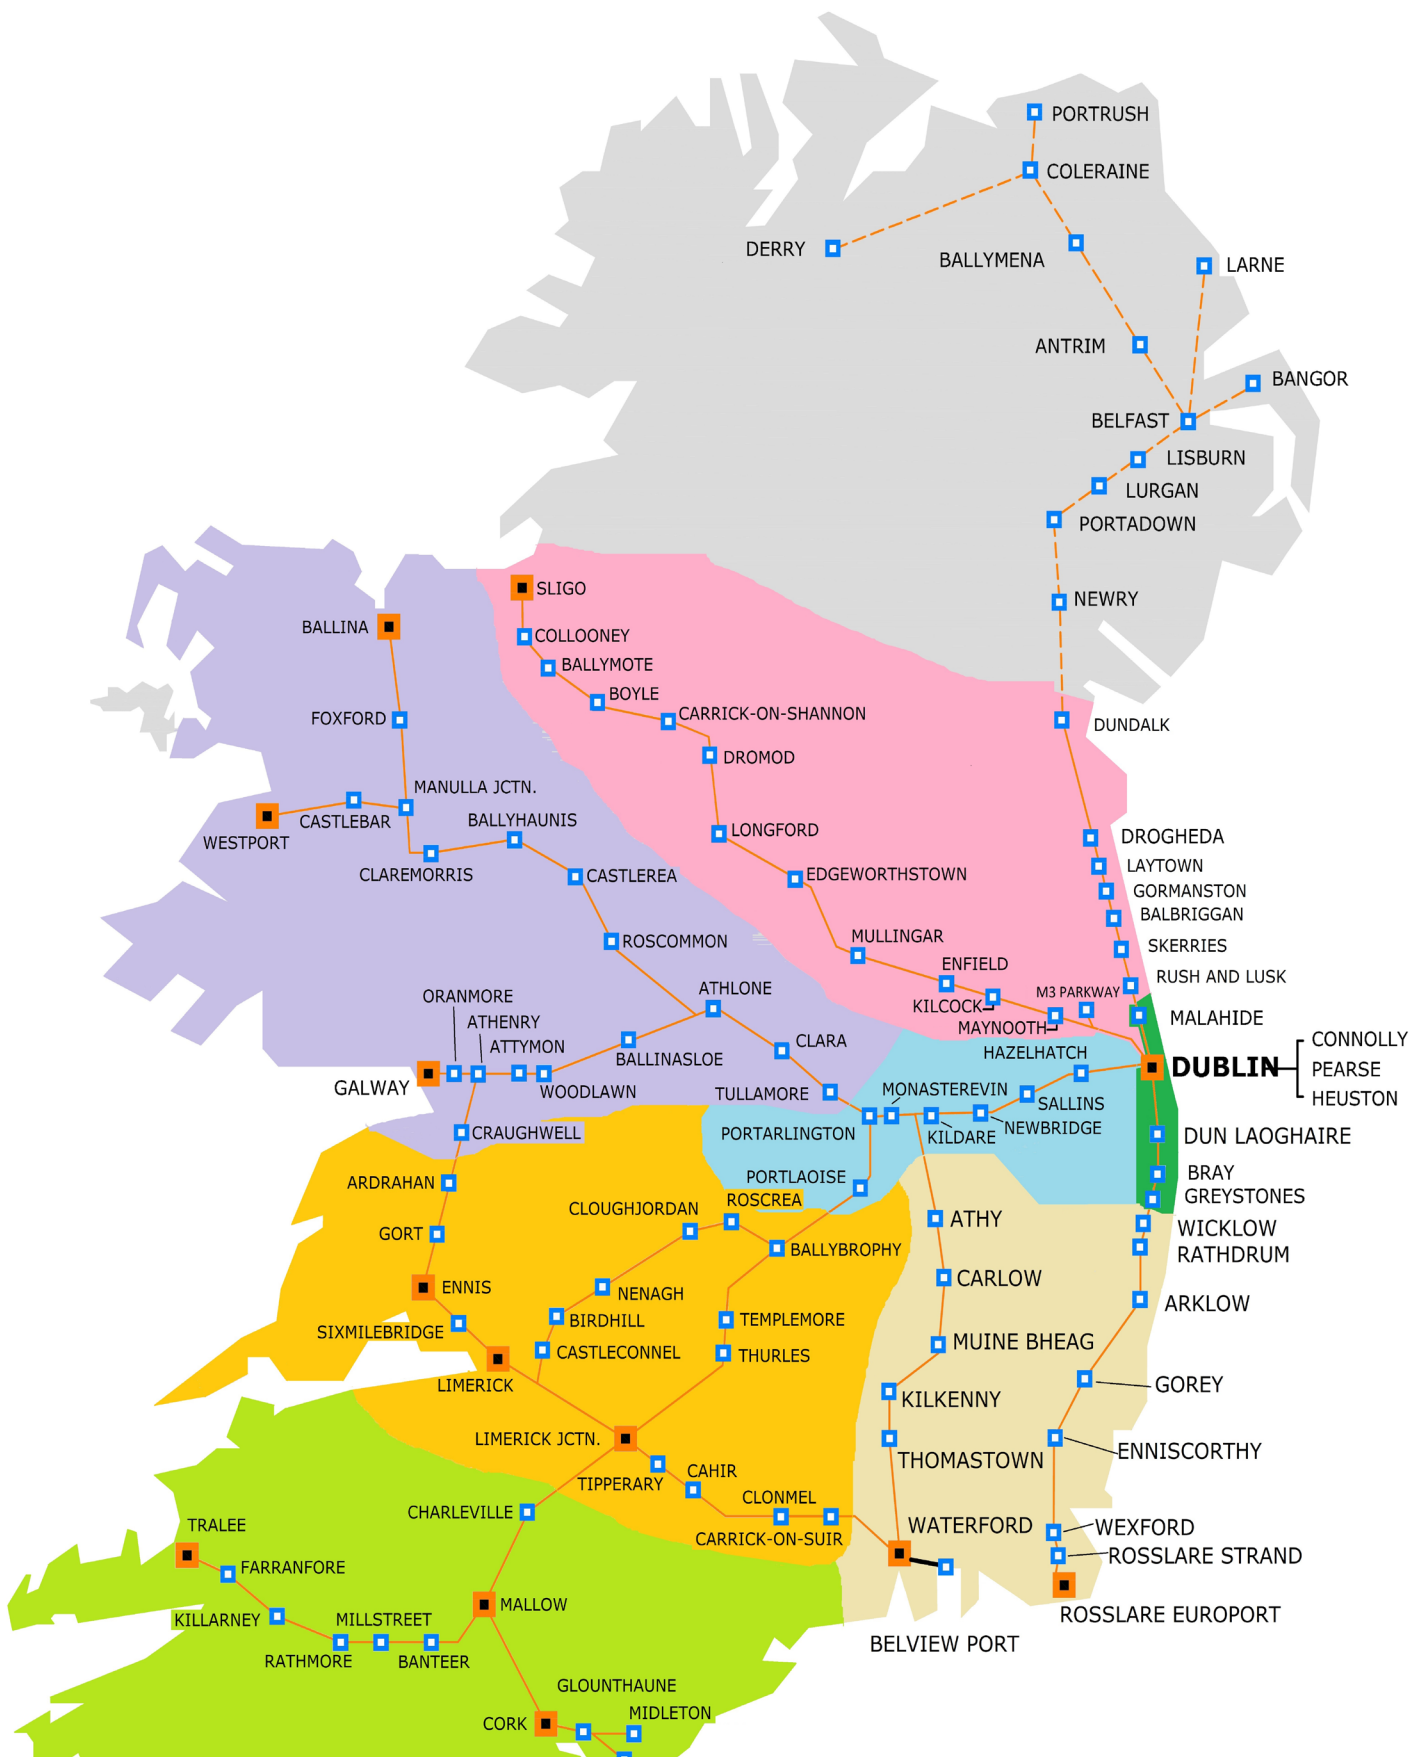 PORTRUSH
COLERAINE
DERRY
BALLYMENA
LARNE
ANTRIM
BANGOR
BELFAST
LISBURN
LURGAN
PORTADOWN
NEWRY
SLIGO
BALLINA
COLLOONEY
BALLYMOTE
BOYLE
CARRICK-ON-SHANNON
FOXFORD
DUNDALK
DROMOD
MANULLA JCTN.
CASTLEBAR
BALLYHAUNIS
LONGFORD
DROGHEDA
WESTPORT
LAYTOWN
CLAREMORRIS
CASTLEREA
EDGEWORTHSTOWN
GORMANSTON
BALBRIGGAN
ROSCOMMON
MULLINGAR
SKERRIES
ENFIELD
RUSH AND LUSK
ATHLONE
M3 PARKWAY
ORANMORE
KILCOCK
MALAHIDE
ATHENRY
MAYNOOTH
ATTYMON
CLARA
CONNOLLY
HAZELHATCH
BALLINASLOE
DUBLIN
PEARSE
GALWAY
WOODLAWN
TULLAMORE
MONASTEREVIN
HEUSTON
SALLINS
CRAUGHWELL
PORTARLINGTON
KILDARE
NEWBRIDGE
DUN LAOGHAIRE
ARDRAHAN
PORTLAOISE
BRAY
ROSCREA
GREYSTONES
CLOUGHJORDAN
ATHY
WICKLOW
GORT
BALLYBROPHY
RATHDRUM
ENNIS
NENAGH
CARLOW
ARKLOW
SIXMILEBRIDGE
BIRDHILL
TEMPLEMORE
CASTLECONNEL
THURLES
MUINE BHEAG
LIMERICK
GOREY
KILKENNY
LIMERICK JCTN.
ENNISCORTHY
THOMASTOWN
CAHIR
TIPPERARY
CLONMEL
CHARLEVILLE
TRALEE
CARRICK-ON-SUIR
WATERFORD
WEXFORD
FARRANFORE
ROSSLARE STRAND
MALLOW
KILLARNEY
MILLSTREET
ROSSLARE EUROPORT
BELVIEW PORT
RATHMORE
BANTEER
GLOUNTHAUNE
MIDLETON
CORK